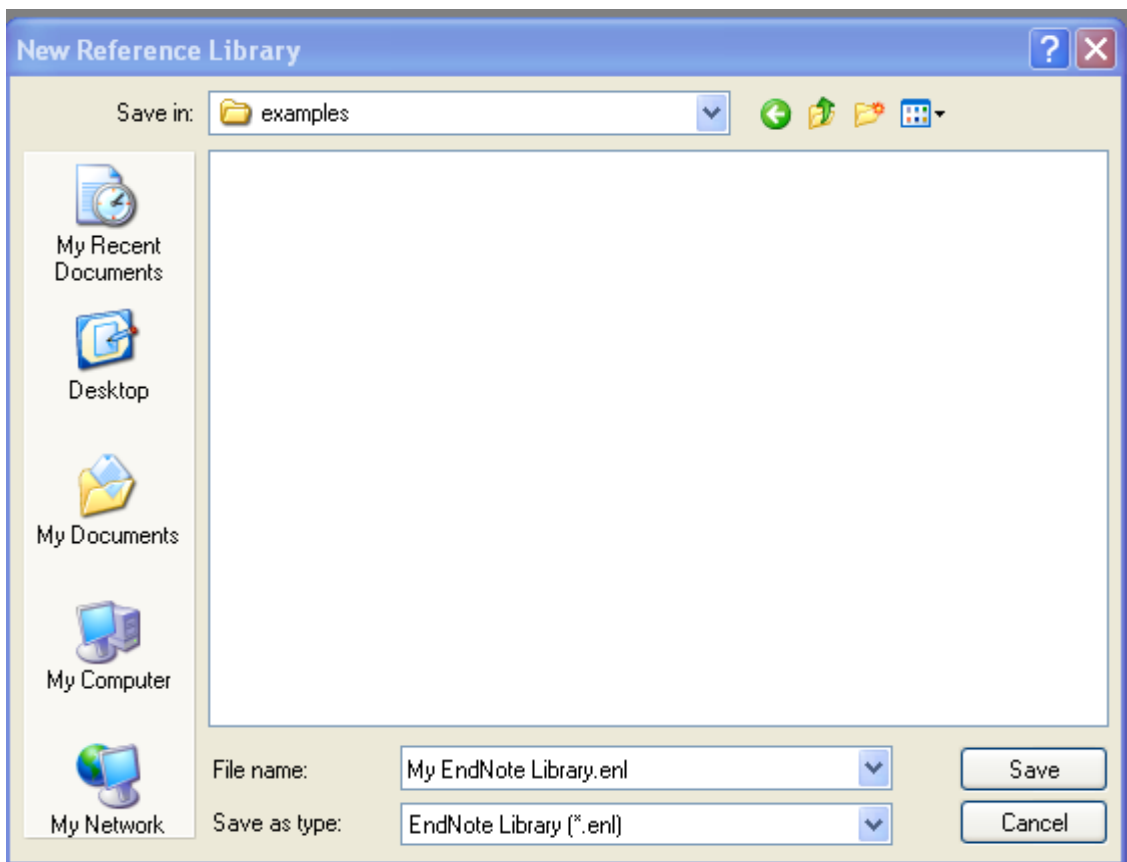 New Reference Library
Save in:
examples
My Recent
Documents
Desktop
My Documents
My Computer
My Network
File name:
My EndNote Library.enl
Save
Save as type:
EndNote Library (*.enl)
Cancel